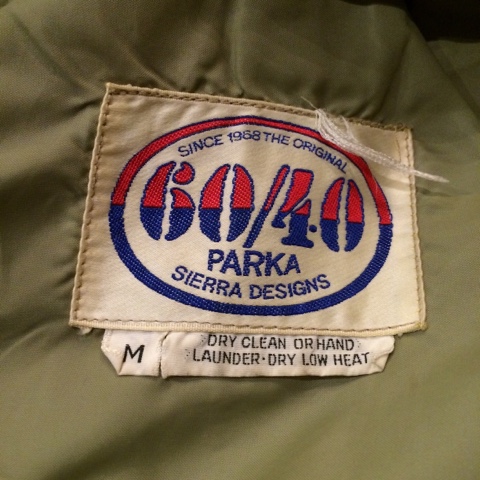 SINCE 1968 THE ORIGINAL
60/40
PARKA
SIERRA DESIGNS
M
DRY CLEAN OR HAND
LAUNDER·DRY LOW HEAT